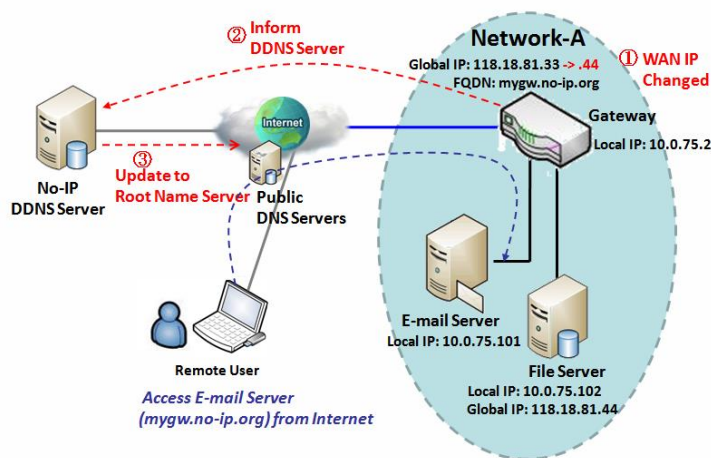 ② Inform
DDNS Server
Network-A
Global IP: 118.18.81.33 -> .44
FQDN: mygw.no-ip.org
① WAN IP
Changed
Gateway
Local IP: 10.0.75.2
Internet
③
Update to
Root Name Server
No-IP
DDNS Server
Public
DNS Servers
E-mail Server
Local IP: 10.0.75.101
File Server
Local IP: 10.0.75.102
Global IP: 118.18.81.44
Remote User
Access E-mail Server
(mygw.no-ip.org) from Internet